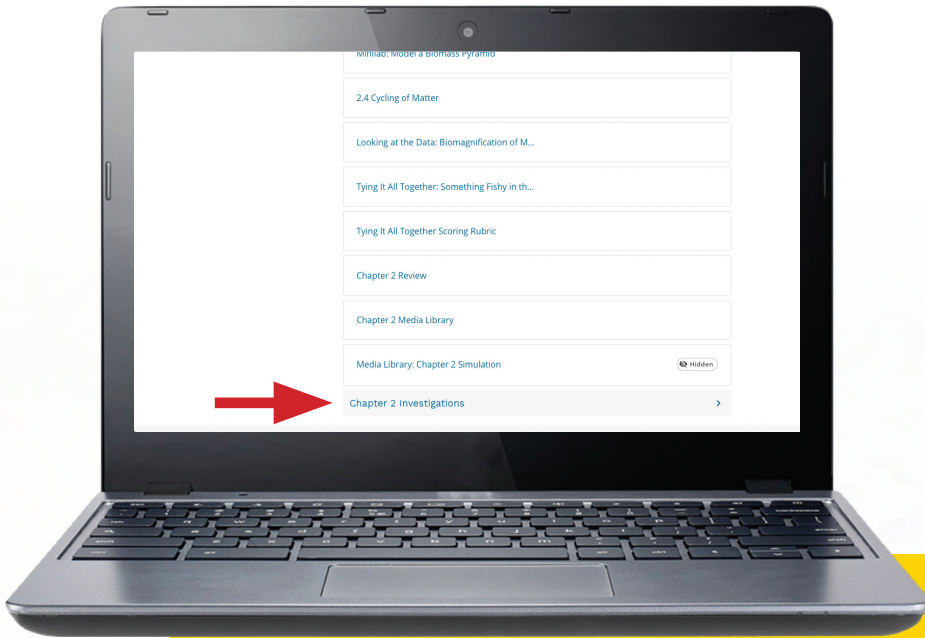 Minilab: Model a Biomass Pyramid
2.4 Cycling of Matter
Looking at the Data: Biomagnification of M...
Tying It All Together: Something Fishy in th...
Tying It All Together Scoring Rubric
Chapter 2 Review
Chapter 2 Media Library
Media Library: Chapter 2 Simulation
Hidden
Chapter 2 Investigations